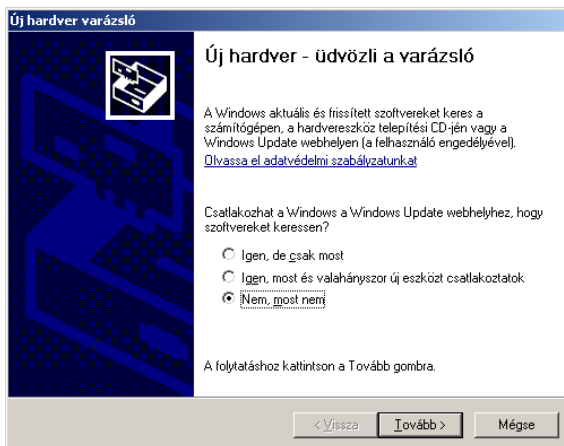 Új hardver varázsló
Új hardver - üdvözli a varázsló
A Windows aktuális és frissített szoftvereket keres a
számítógépen, a hardvereszköz telepítési CD-jén vagy a
Windows Update webhelyen (a felhasználó engedélyével).
Olvassa el adatvédelmi szabályzatunkat
Csatlakozhat a Windows a Windows Update webhelyhez, hogy
szoftvereket keressen?
Igen, de csak most
Igen, most és valahányszor új eszközt csatlakoztatok
Nem, most nem
A folytatáshoz kattintson a Tovább gombra.
< Vissza Tovább > Mégse